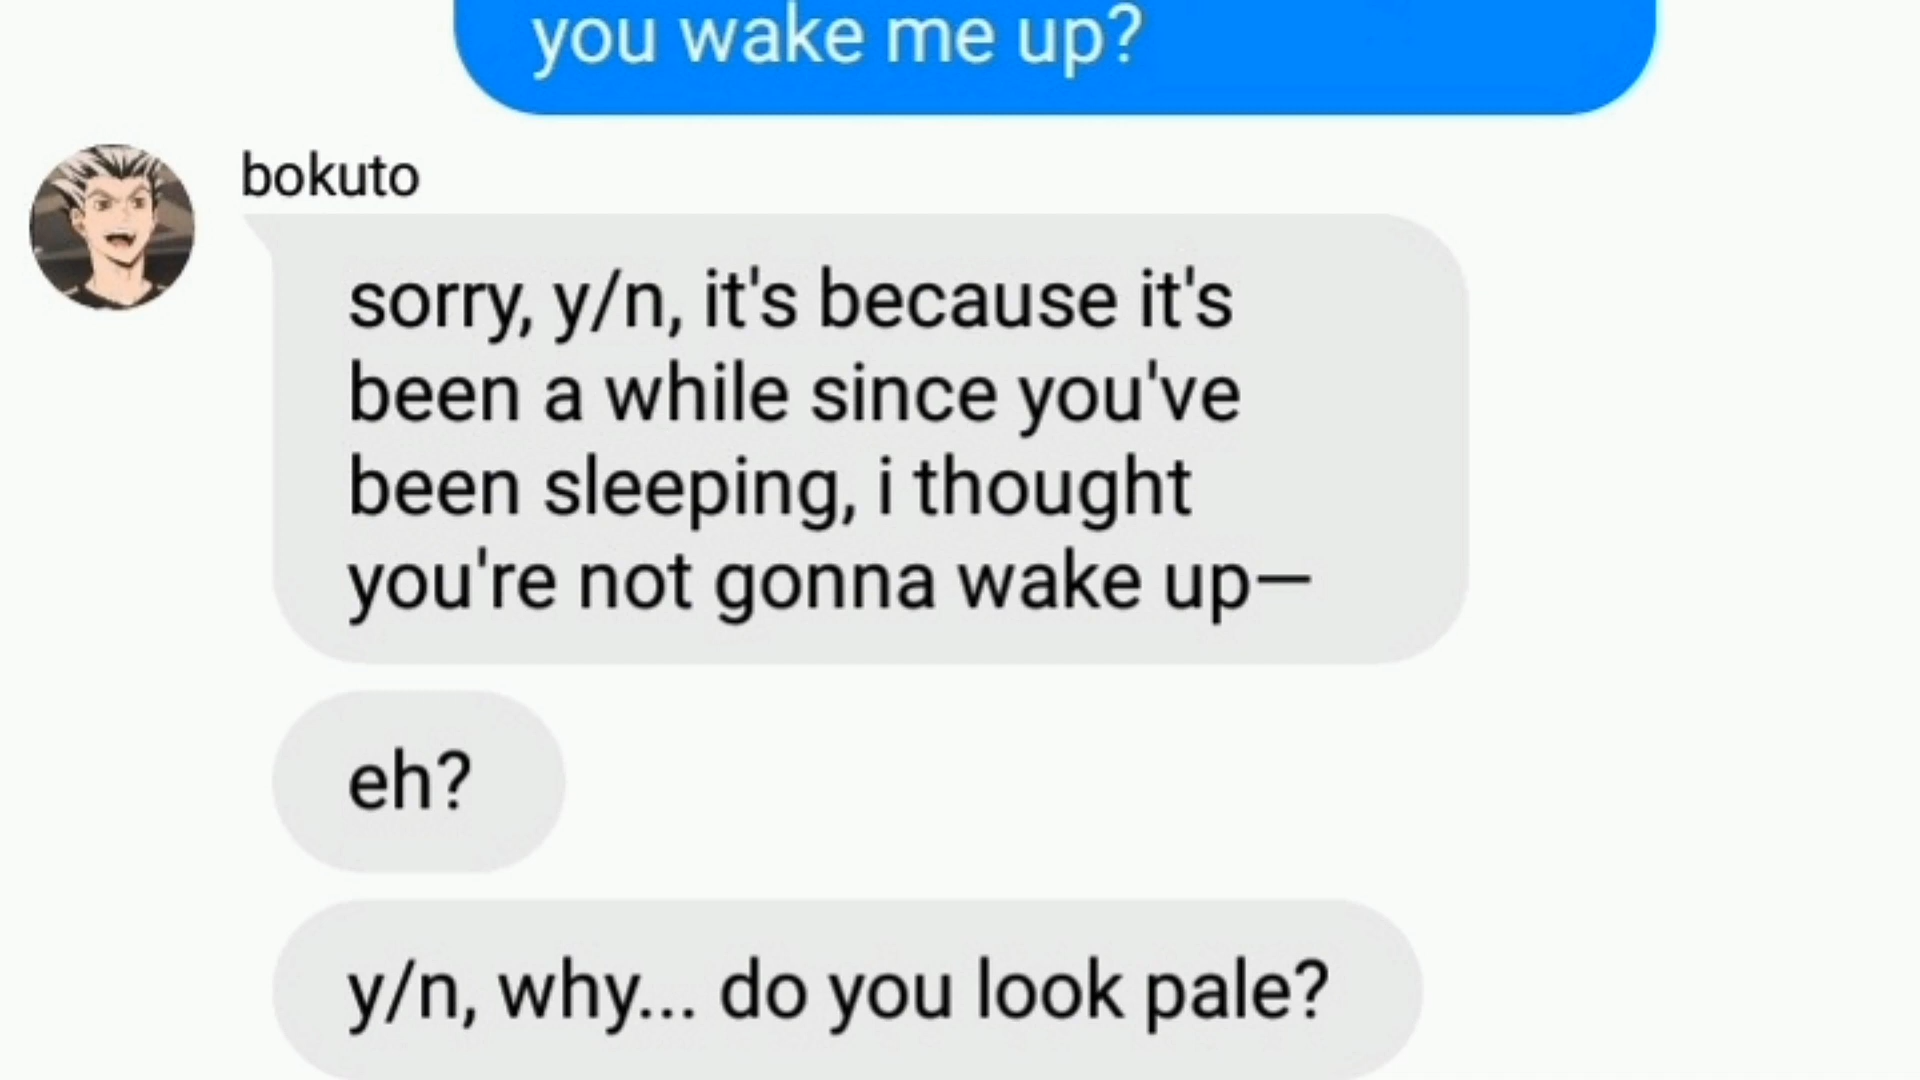 you wake me up?
bokuto
sorry, y/n, it's because it's
been a while since you've
been sleeping, i thought
you're not gonna wake up—
eh?
y/n, why... do you look pale?